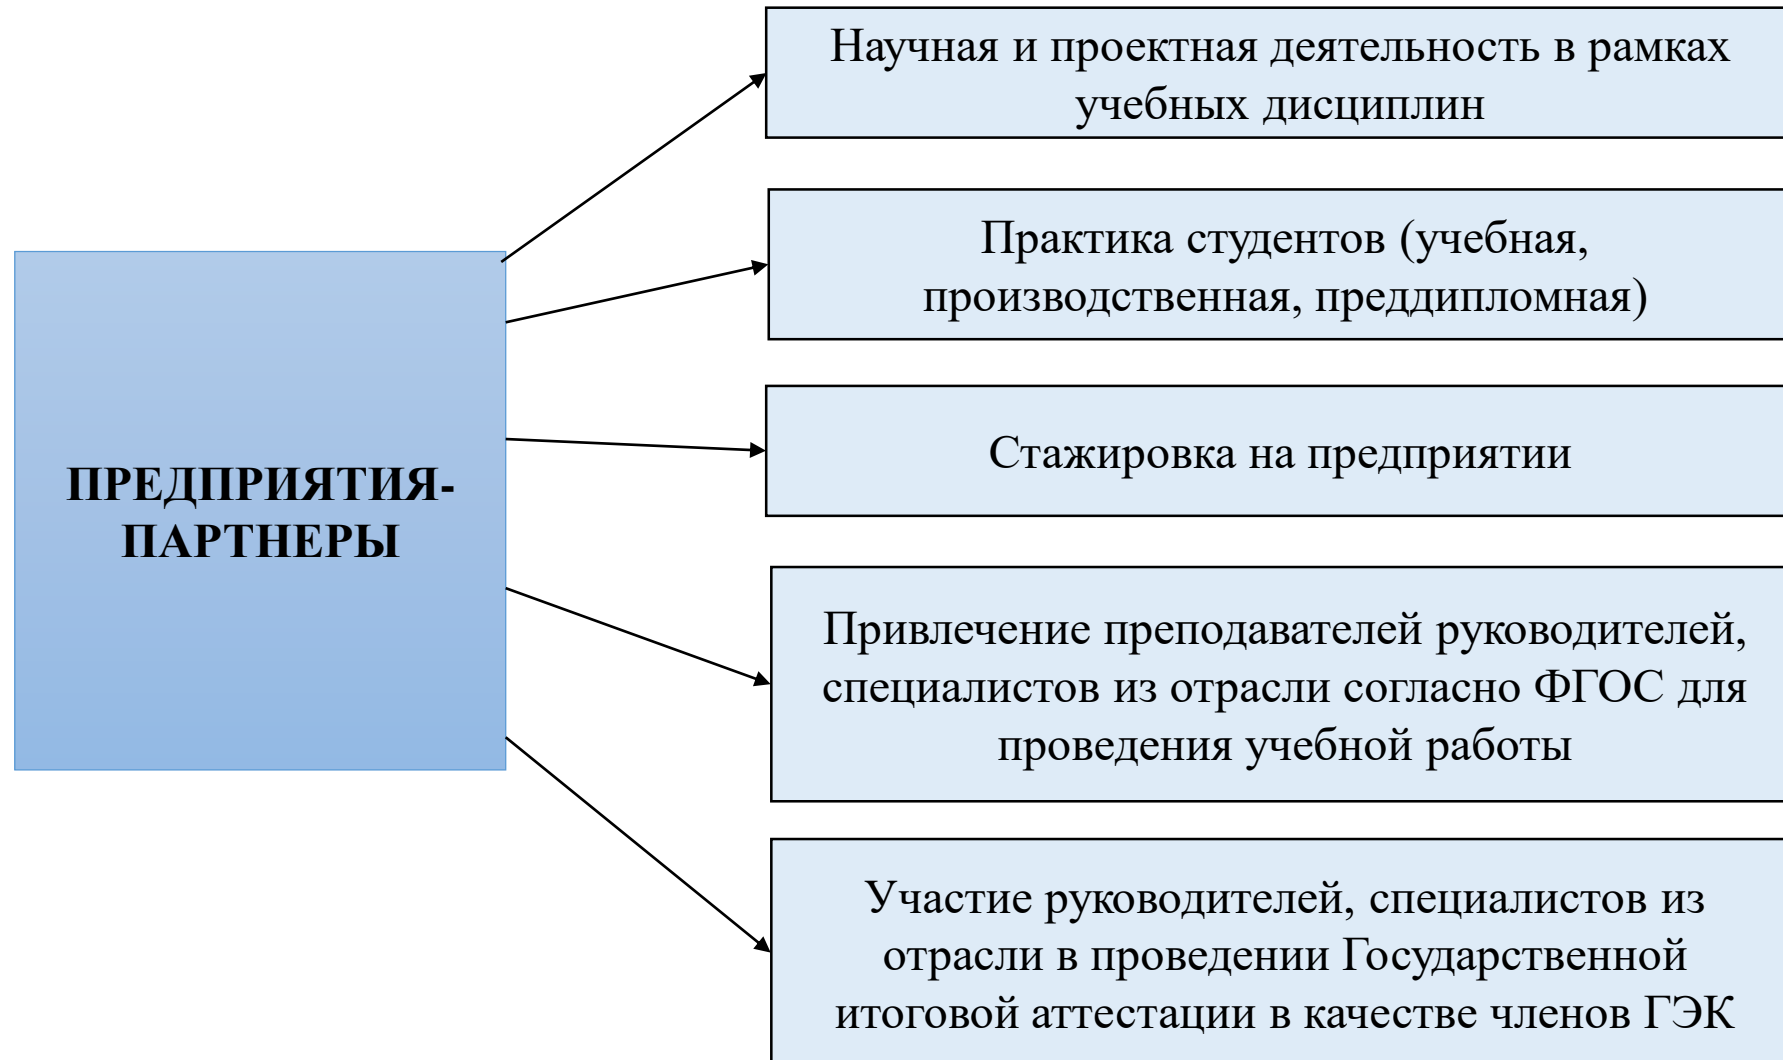 Научная и проектная деятельность в рамках
учебных дисциплин
Практика студентов (учебная,
производственная, преддипломная)
ПРЕДПРИЯТИЯ-
ПАРТНЕРЫ
Стажировка на предприятии
Привлечение преподавателей руководителей,
специалистов из отрасли согласно ФГОС для
проведения учебной работы
Участие руководителей, специалистов из
отрасли в проведении Государственной
итоговой аттестации в качестве членов ГЭК